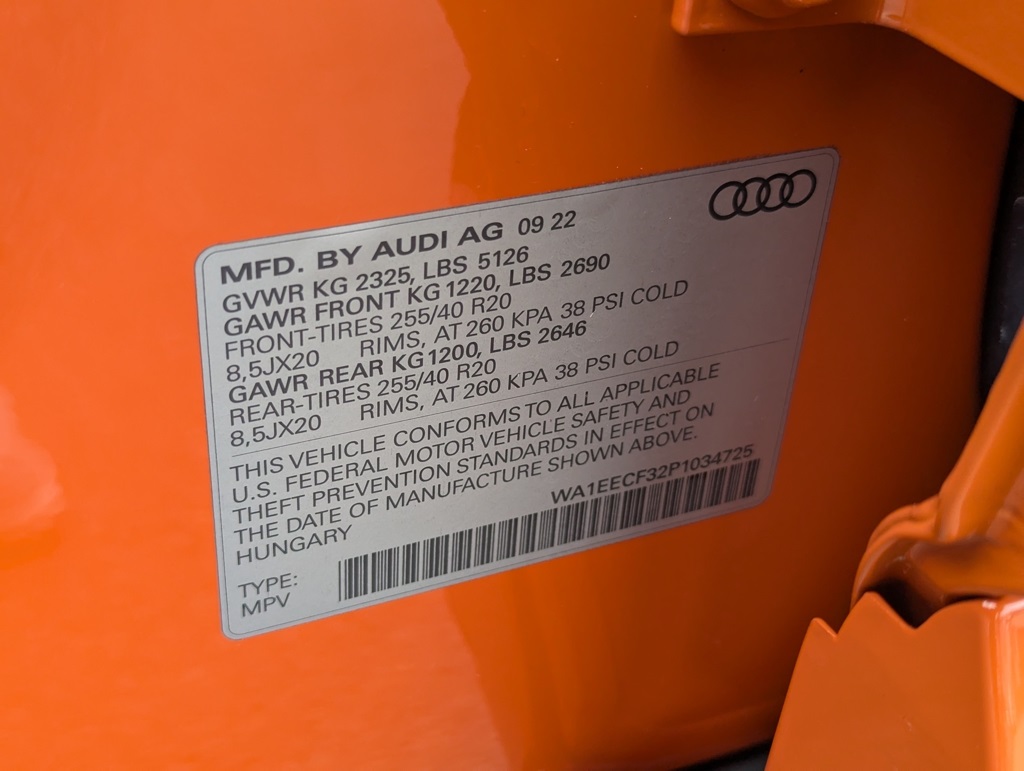 MFD. BY AUDI AG 09 22
GVWR KG 2325, LBS 5126
GAWR FRONT KG 1220, LBS 2690
FRONT-TIRES 255/40 R20
8,5JX20 RIMS, AT 260 KPA 38 PSI COLD
GAWR REAR KG 1200, LBS 2646
REAR-TIRES 255/40 R20
8,5JX20 RIMS, AT 260 KPA 38 PSI COLD
THIS VEHICLE CONFORMS TO ALL APPLICABLE
U.S. FEDERAL MOTOR VEHICLE SAFETY AND
THEFT PREVENTION STANDARDS IN EFFECT ON
THE DATE OF MANUFACTURE SHOWN ABOVE.
HUNGARY
WA1EECF32P1034725
TYPE:
MPV